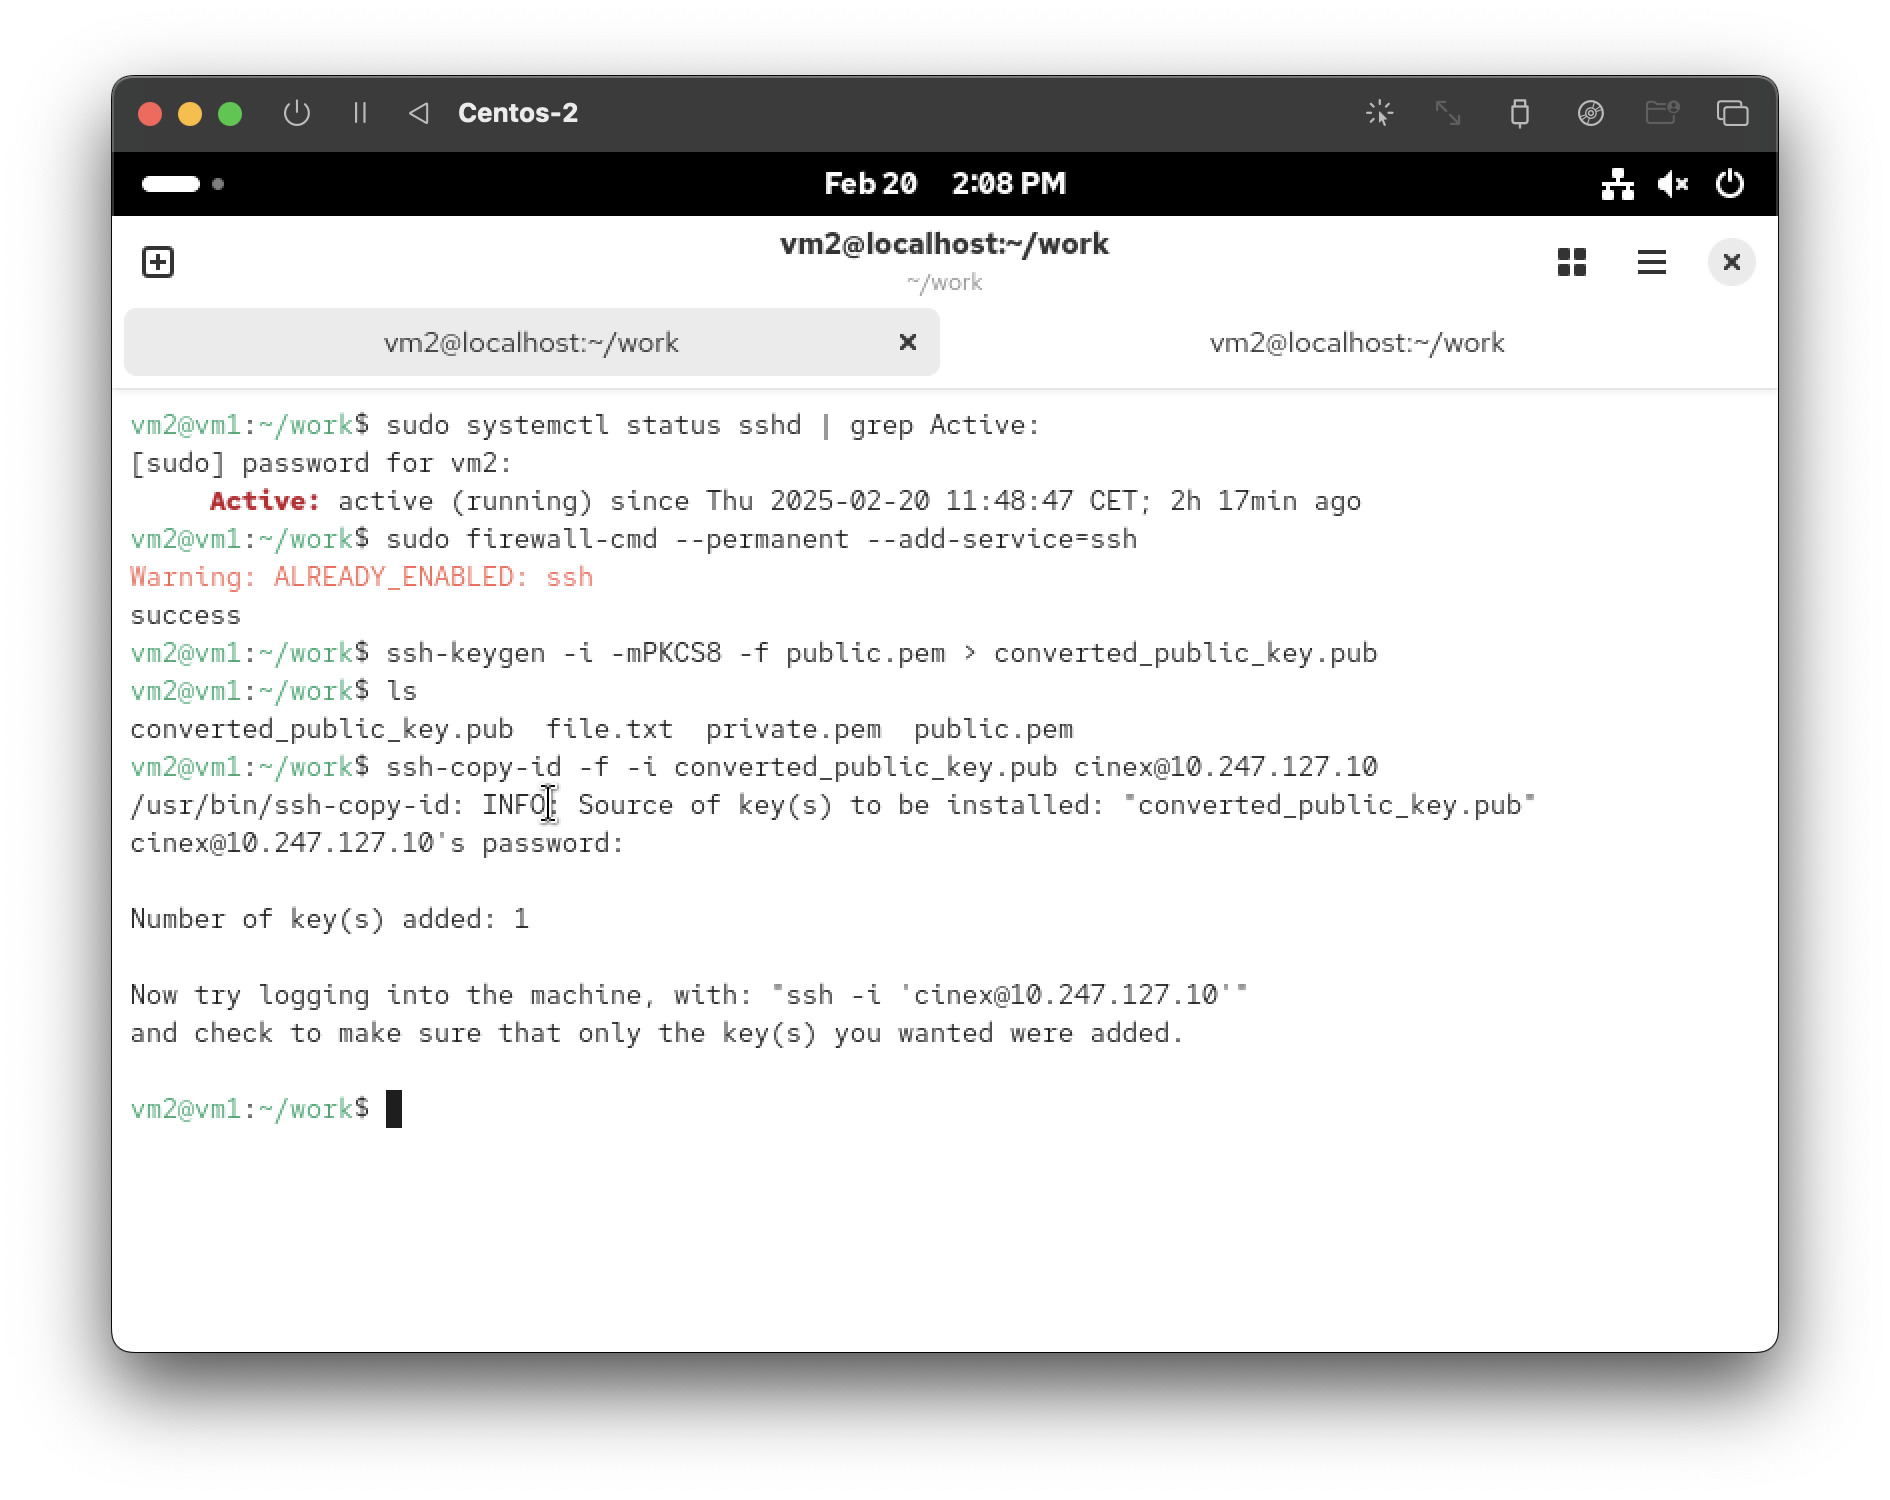 Centos-2
Feb 20 2:08 PM
vm2@localhost:~/work
~/work
vm2@localhost:~/work
vm2@localhost:~/work
vm2@vm1:~/work$ sudo systemctl status sshd | grep Active:
[sudo] password for vm2:
     Active: active (running) since Thu 2025-02-20 11:48:47 CET; 2h 17min ago
vm2@vm1:~/work$ sudo firewall-cmd --permanent --add-service=ssh
Warning: ALREADY_ENABLED: ssh
success
vm2@vm1:~/work$ ssh-keygen -i -mPKCS8 -f public.pem > converted_public_key.pub
vm2@vm1:~/work$ ls
converted_public_key.pub  file.txt  private.pem  public.pem
vm2@vm1:~/work$ ssh-copy-id -f -i converted_public_key.pub cinex@10.247.127.10
/usr/bin/ssh-copy-id: INFO: Source of key(s) to be installed: "converted_public_key.pub"
cinex@10.247.127.10's password:
Number of key(s) added: 1
Now try logging into the machine, with: "ssh -i 'cinex@10.247.127.10'"
and check to make sure that only the key(s) you wanted were added.
vm2@vm1:~/work$